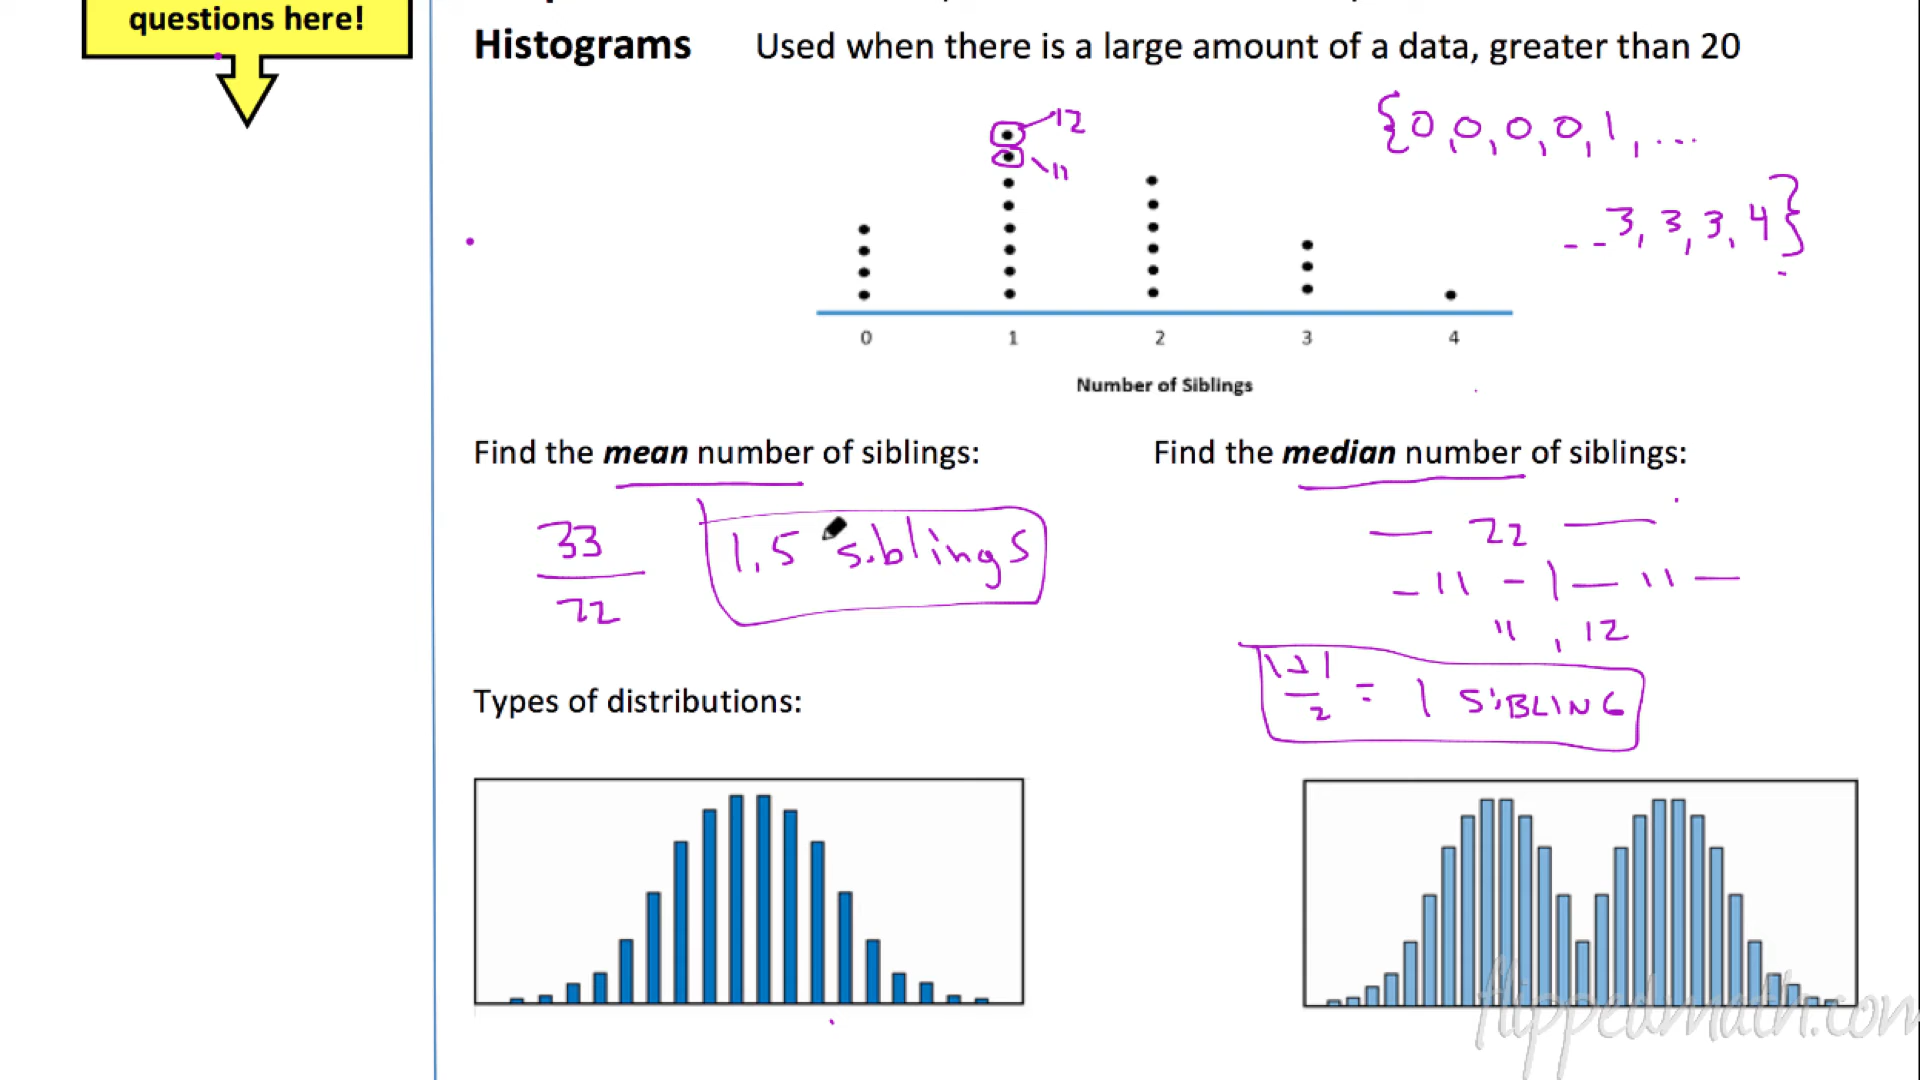 questions here!
Histograms Used when there is a large amount of a data, greater than 20
12
11
{0, 0, 0, 0, 1, ...
_ _ 3, 3, 3, 4}
0 1 2 3 4
Number of Siblings
Find the mean number of siblings:
33
22
1.5 siblings
Find the median number of siblings:
— 22 —
– 11 – | — 11 —
11, 12
1+1
2
= 1 SIBLING
Types of distributions:
flippedmath.com